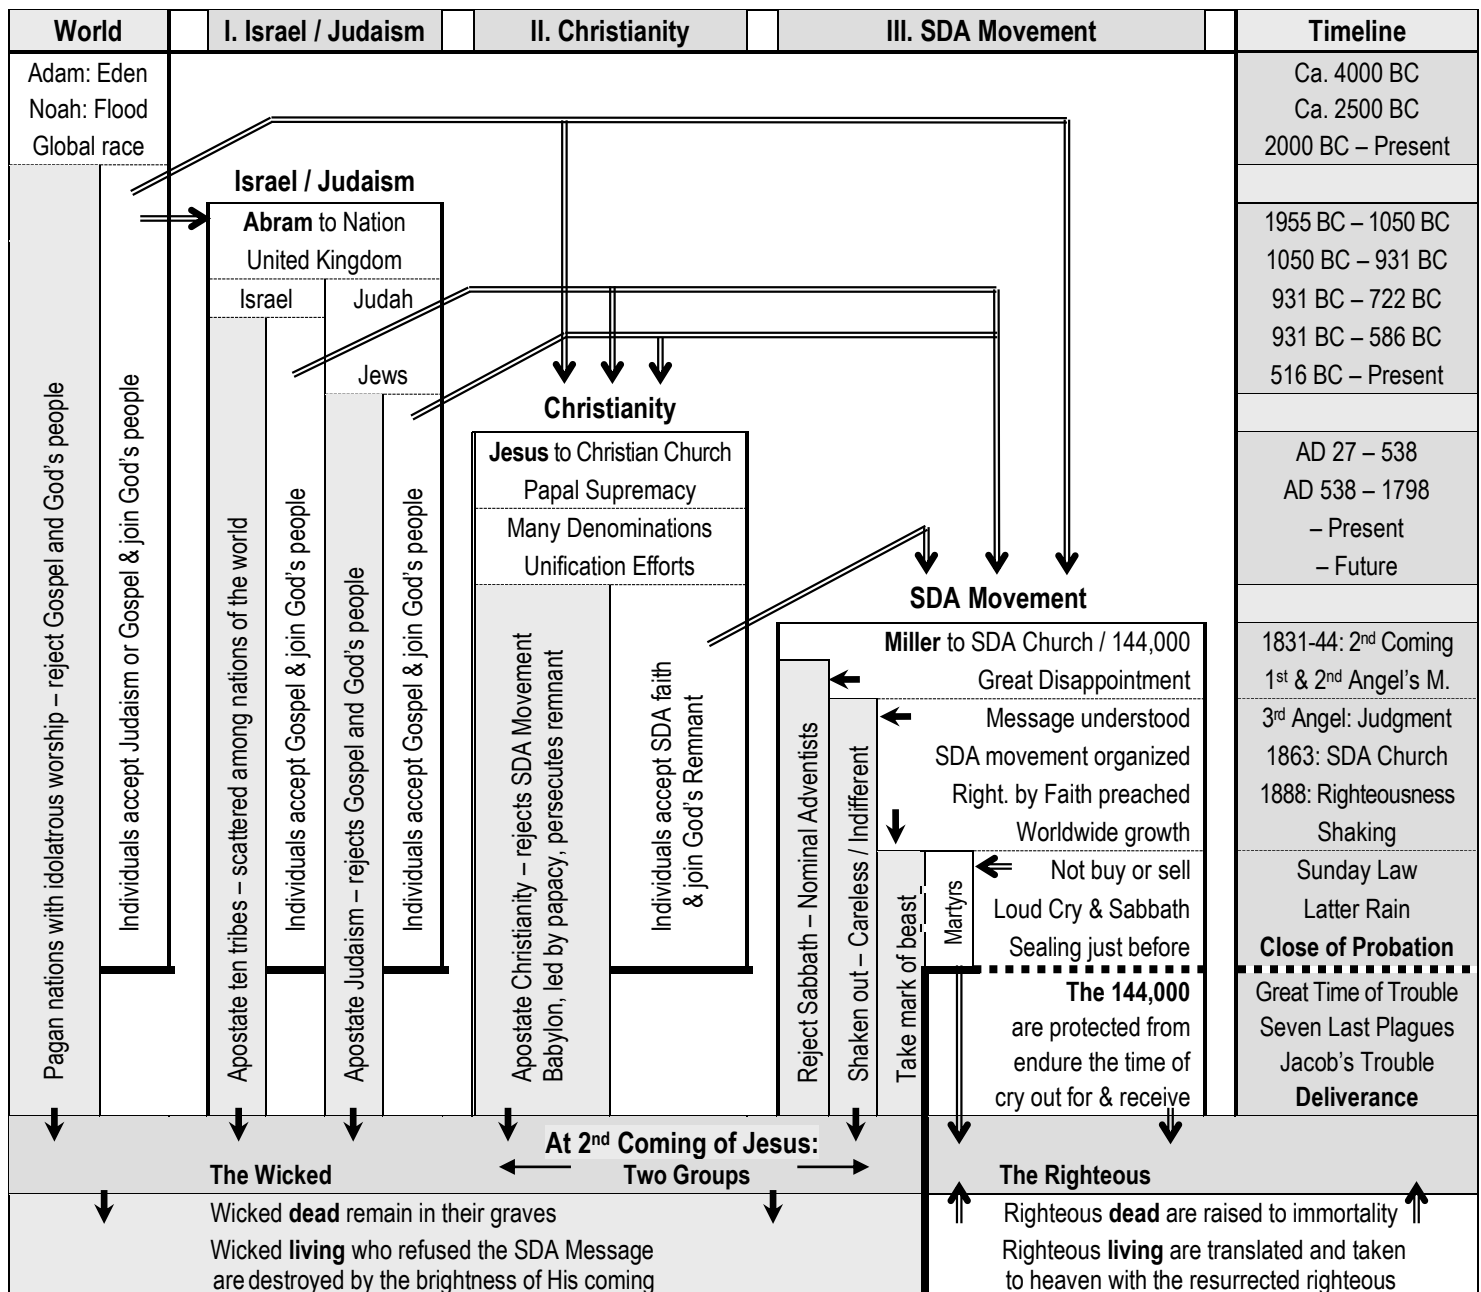 World
I. Israel / Judaism
II. Christianity
III. SDA Movement
Timeline
Adam: Eden
Noah: Flood
Global race
Pagan nations with idolatrous worship – reject Gospel and God's people
Individuals accept Judaism or Gospel & join God's people
Israel / Judaism
Abram to Nation
United Kingdom
Israel
Judah
Jews
Apostate ten tribes – scattered among nations of the world
Individuals accept Gospel & join God's people
Apostate Judaism – rejects Gospel and God's people
Individuals accept Gospel & join God's people
Christianity
Jesus to Christian Church
Papal Supremacy
Many Denominations
Unification Efforts
Apostate Christianity – rejects SDA Movement
Babylon, led by papacy, persecutes remnant
Individuals accept SDA faith
& join God's Remnant
SDA Movement
Miller to SDA Church / 144,000
Great Disappointment
Message understood
SDA movement organized
Right. by Faith preached
Worldwide growth
Not buy or sell
Loud Cry & Sabbath
Sealing just before
The 144,000
are protected from
endure the time of
cry out for & receive
Reject Sabbath – Nominal Adventists
Shaken out – Careless / Indifferent
Take mark of beast
Martyrs
Ca. 4000 BC
Ca. 2500 BC
2000 BC – Present
1955 BC – 1050 BC
1050 BC – 931 BC
931 BC – 722 BC
931 BC – 586 BC
516 BC – Present
AD 27 – 538
AD 538 – 1798
– Present
– Future
1831-44: 2nd Coming
1st & 2nd Angel's M.
3rd Angel: Judgment
1863: SDA Church
1888: Righteousness
Shaking
Sunday Law
Latter Rain
Close of Probation
Great Time of Trouble
Seven Last Plagues
Jacob's Trouble
Deliverance
At 2nd Coming of Jesus:
Two Groups
The Wicked
Wicked dead remain in their graves
Wicked living who refused the SDA Message
are destroyed by the brightness of His coming
The Righteous
Righteous dead are raised to immortality
Righteous living are translated and taken
to heaven with the resurrected righteous